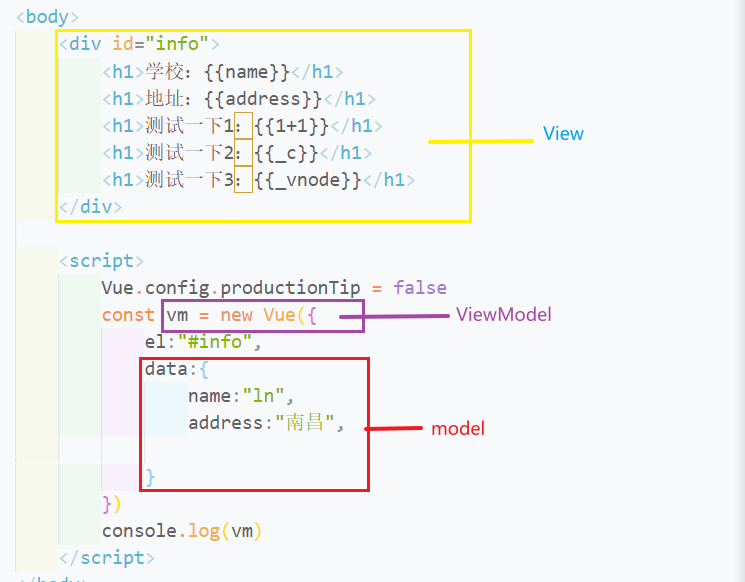 <body>
<div id="info">
<h1>学校：{{name}}</h1>
<h1>地址：{{address}}</h1>
<h1>测试一下1：{{1+1}}</h1>
<h1>测试一下2：{{_c}}</h1>
<h1>测试一下3：{{_vnode}}</h1>
</div>
View
<script>
Vue.config.productionTip = false
const vm = new Vue({
ViewModel
el:"#info",
data:{
name:"ln",
address:"南昌",
model
}
})
console.log(vm)
</script>
</body>